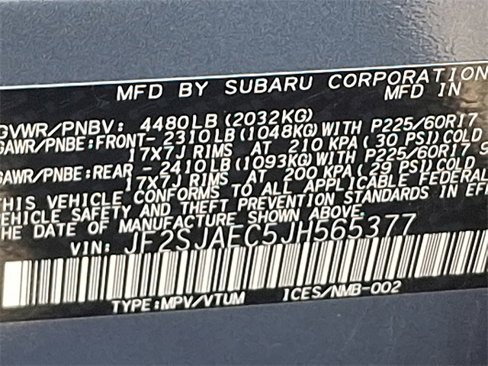 MFD BY SUBARU CORPORATION
MFD IN
GVWR/PNBV: 4480LB(2032KG)
GAWR/PNBE:FRONT- 2310LB(1048KG)WITH P225/60R17
17x7J RIMS AT 210 KPA(30 PSI)COLD
GAWR/PNBE:REAR - 2410LB(1093KG)WITH P225/60R17 9
17x7J RIMS AT 200 KPA(29 PSI)COLD
THIS VEHICLE CONFORMS TO ALL APPLICABLE FEDERAL
VEHICLE SAFETY AND THEFT STANDARDS IN EFF
THE DATE OF MANUFACTURE SHOWN ABOVE.
VIN: JF2SJAEC5JH565377
TYPE:MPV/VTUM ICES/NMB-002